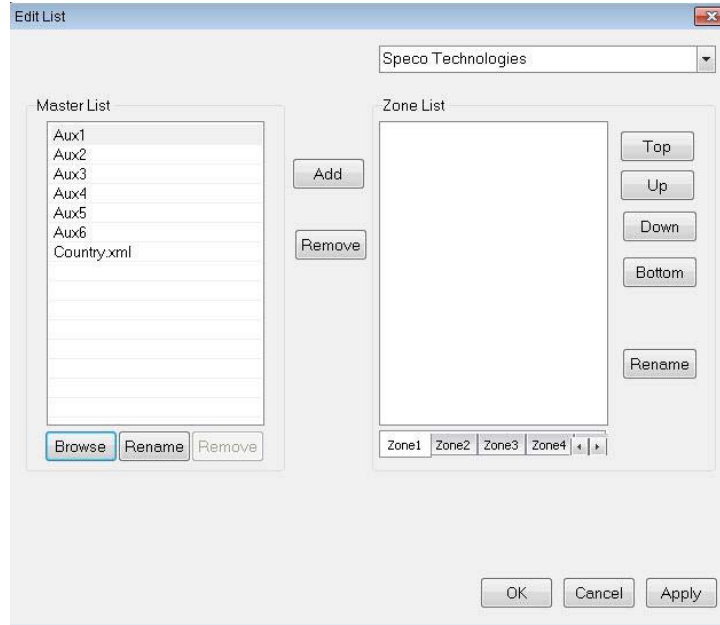 Edit List
Speco Technologies
Master List
Aux1
Aux2
Aux3
Aux4
Aux5
Aux6
Country.xml
Browse Rename Remove
Add
Remove
Zone List
Zone1 Zone2 Zone3 Zone4
Top
Up
Down
Bottom
Rename
OK Cancel Apply